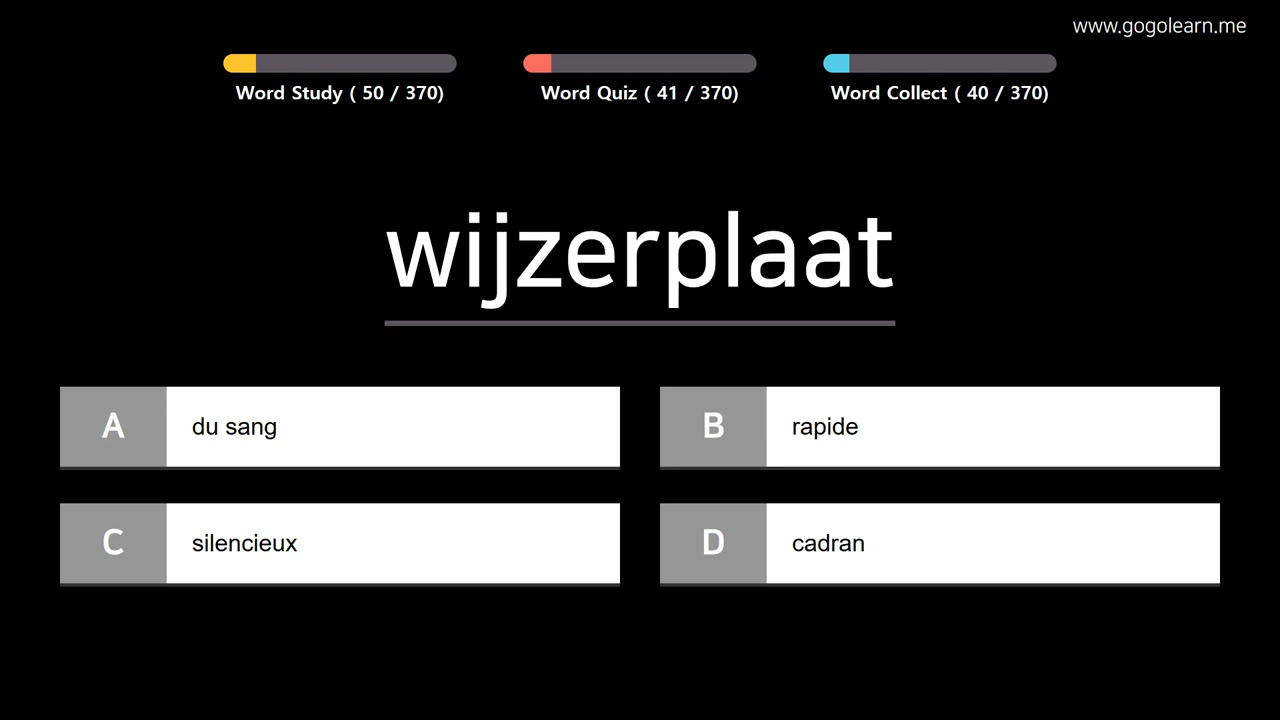 www.gogolearn.me
Word Study ( 50 / 370)
Word Quiz ( 41 / 370)
Word Collect ( 40 / 370)
wijzerplaat
A du sang
B rapide
C silencieux
D cadran